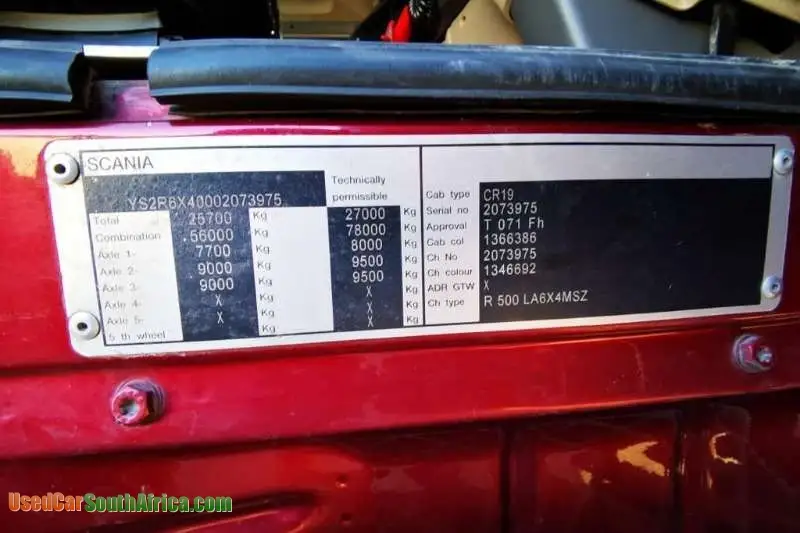 SCANIA
YS2R6X40002073975
Technically
permissible
Total 25700 Kg 27000 Kg
Combination 56000 Kg 78000 Kg
Axle 1- 7700 Kg 8000 Kg
Axle 2- 9000 Kg 9500 Kg
Axle 3- 9000 Kg 9500 Kg
Axle 4- X Kg X Kg
Axle 5- X Kg X Kg
5 th wheel X Kg X Kg
Cab type CR19
Serial no 2073975
Approval T 071 Fh
Cab col 1366386
Ch No 2073975
Ch colour 1346692
ADR GTW X
Ch type R 500 LA6X4MSZ
UsedCarSouthAfrica.com